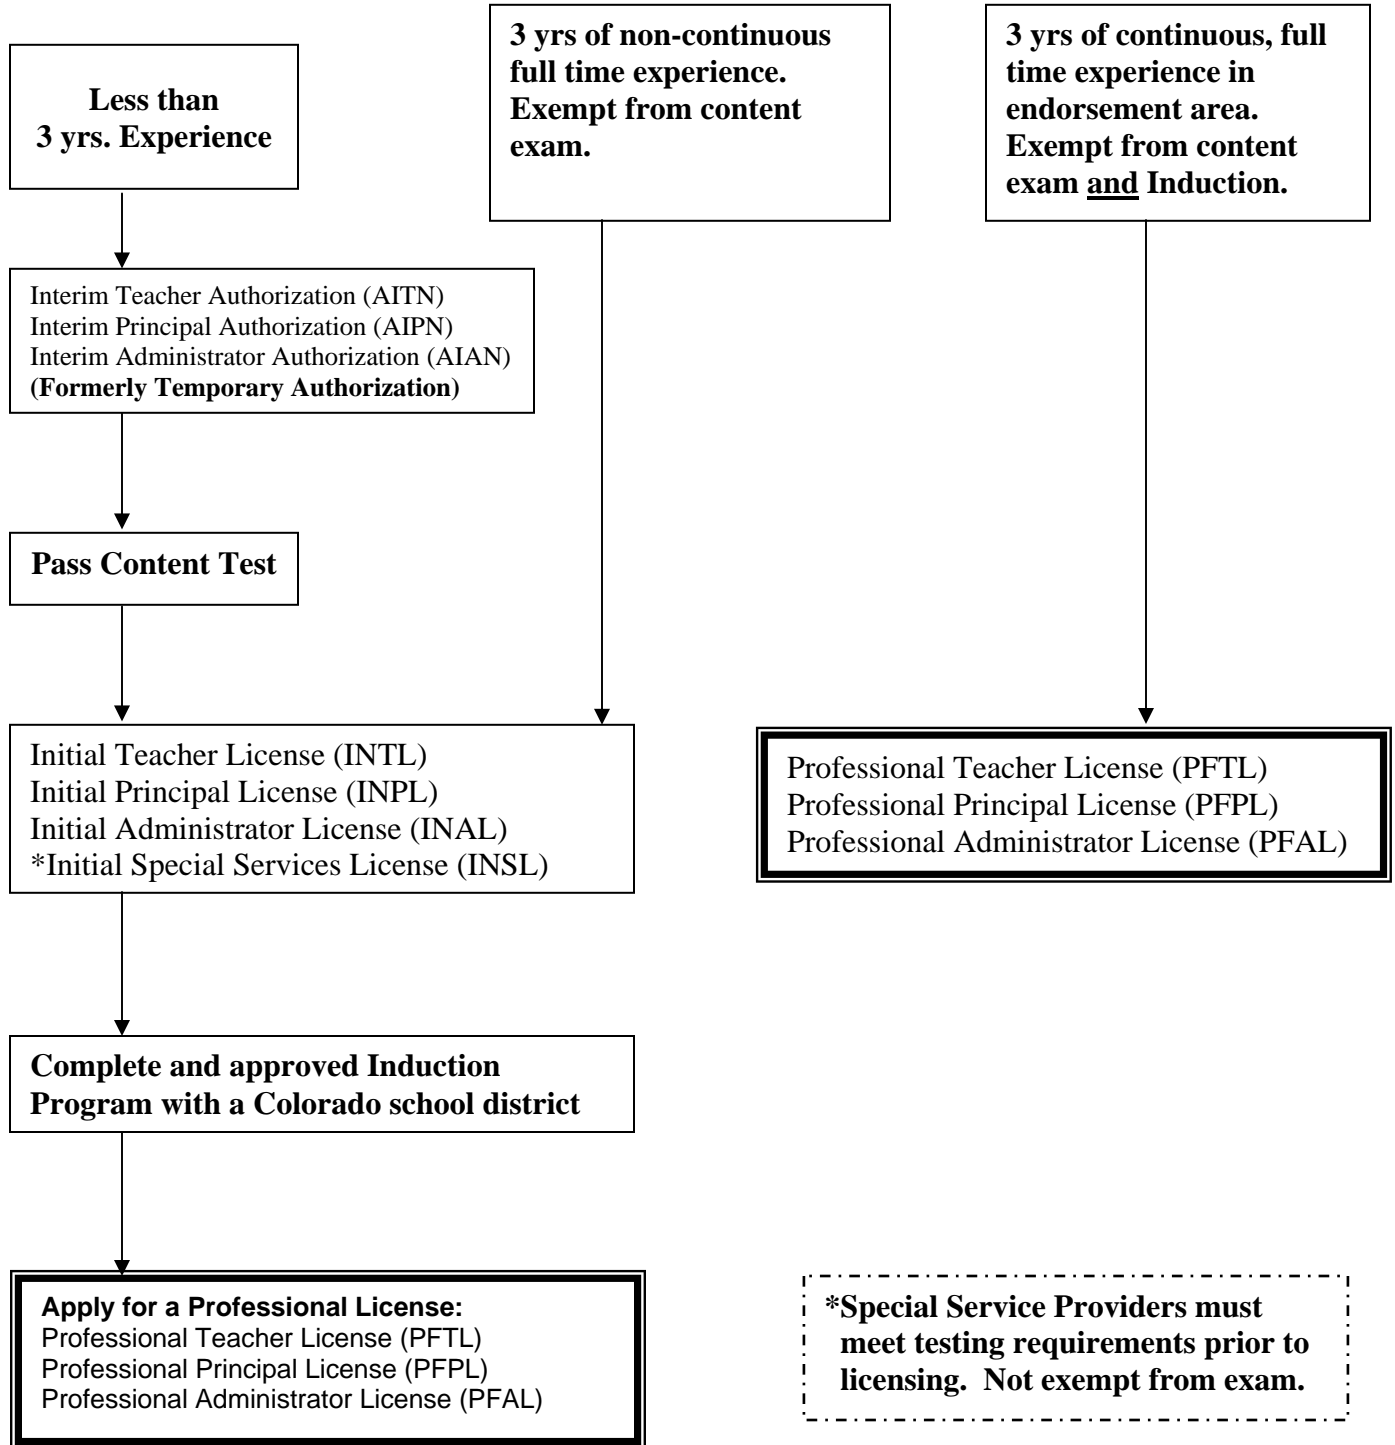 Less than
3 yrs. Experience
3 yrs of non-continuous
full time experience.
Exempt from content
exam.
3 yrs of continuous, full
time experience in
endorsement area.
Exempt from content
exam and Induction.
Interim Teacher Authorization (AITN)
Interim Principal Authorization (AIPN)
Interim Administrator Authorization (AIAN)
(Formerly Temporary Authorization)
Pass Content Test
Initial Teacher License (INTL)
Initial Principal License (INPL)
Initial Administrator License (INAL)
*Initial Special Services License (INSL)
Professional Teacher License (PFTL)
Professional Principal License (PFPL)
Professional Administrator License (PFAL)
Complete and approved Induction
Program with a Colorado school district
Apply for a Professional License:
Professional Teacher License (PFTL)
Professional Principal License (PFPL)
Professional Administrator License (PFAL)
*Special Service Providers must
meet testing requirements prior to
licensing. Not exempt from exam.